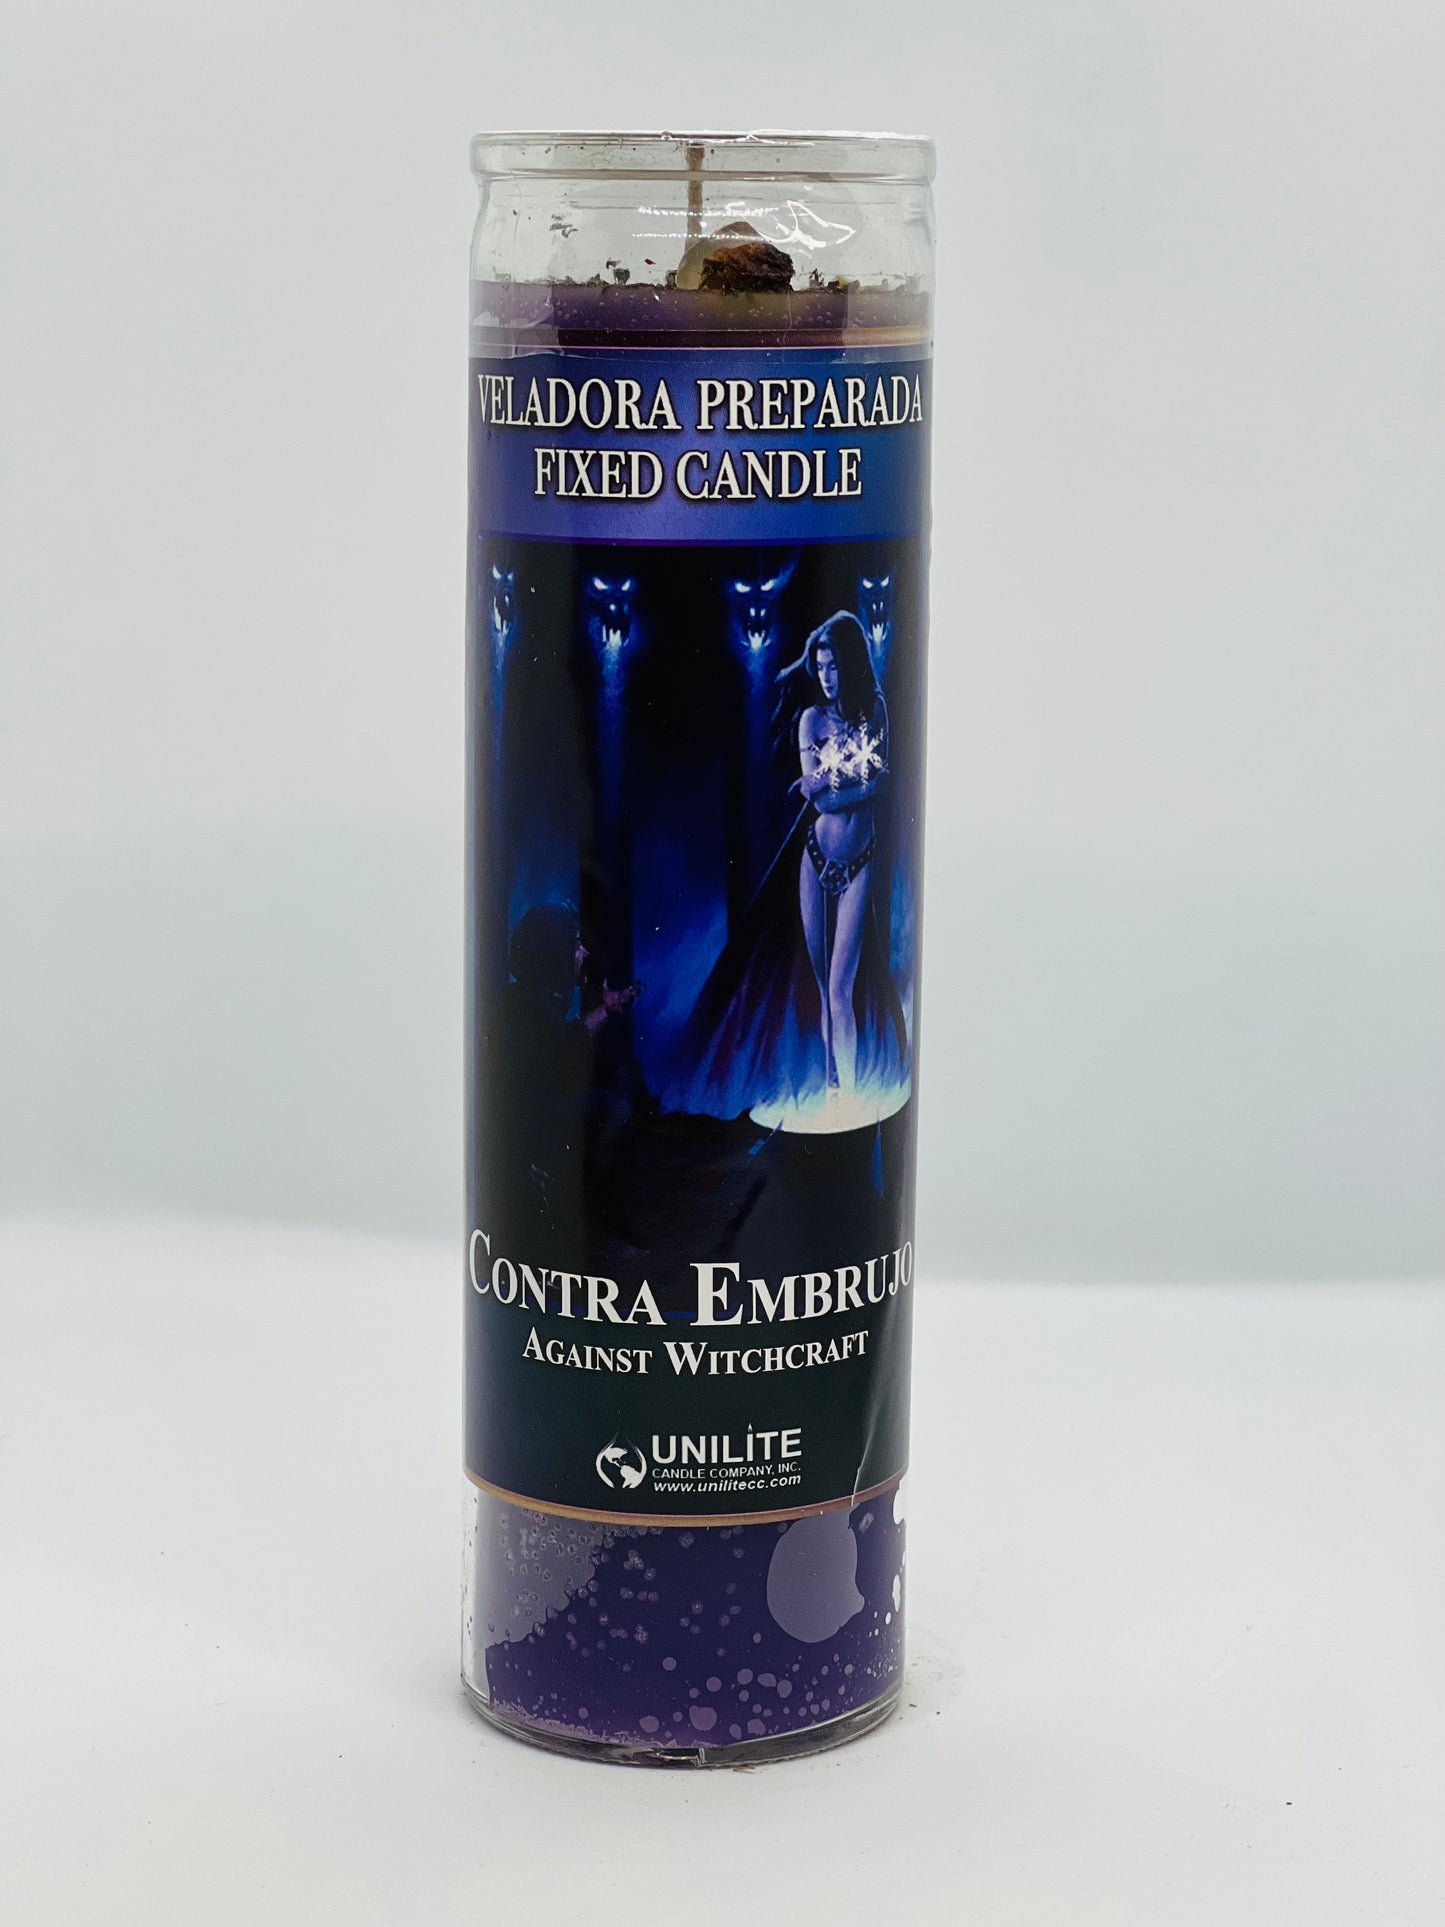 VELADORA PREPARADA
FIXED CANDLE
CONTRA EMBRUJO
AGAINST WITCHCRAFT
UNILITE
CANDLE COMPANY, INC.
www.unilitecc.com